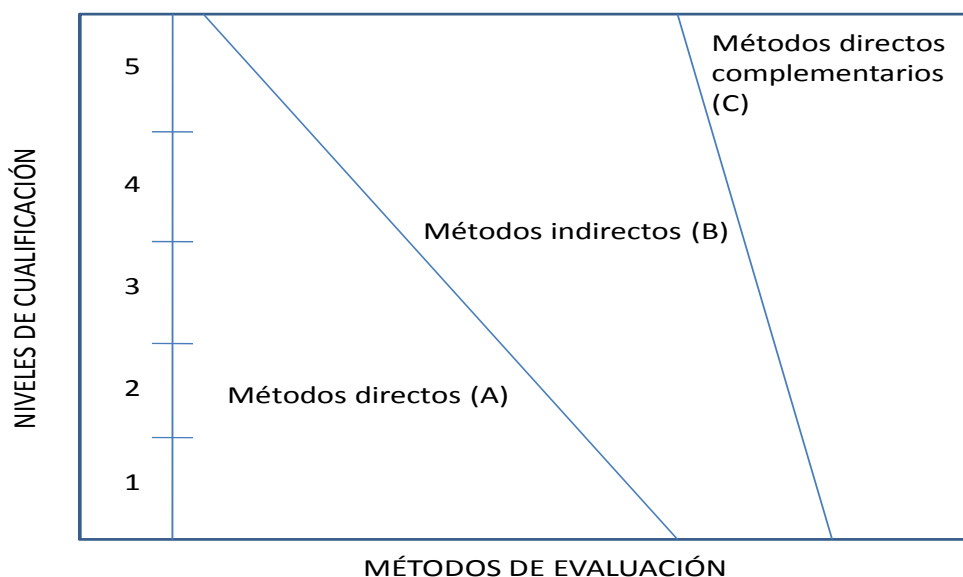 NIVELES DE CUALIFICACIÓN
5
4
3
2
1
Métodos directos
complementarios
(C)
Métodos indirectos (B)
Métodos directos (A)
MÉTODOS DE EVALUACIÓN